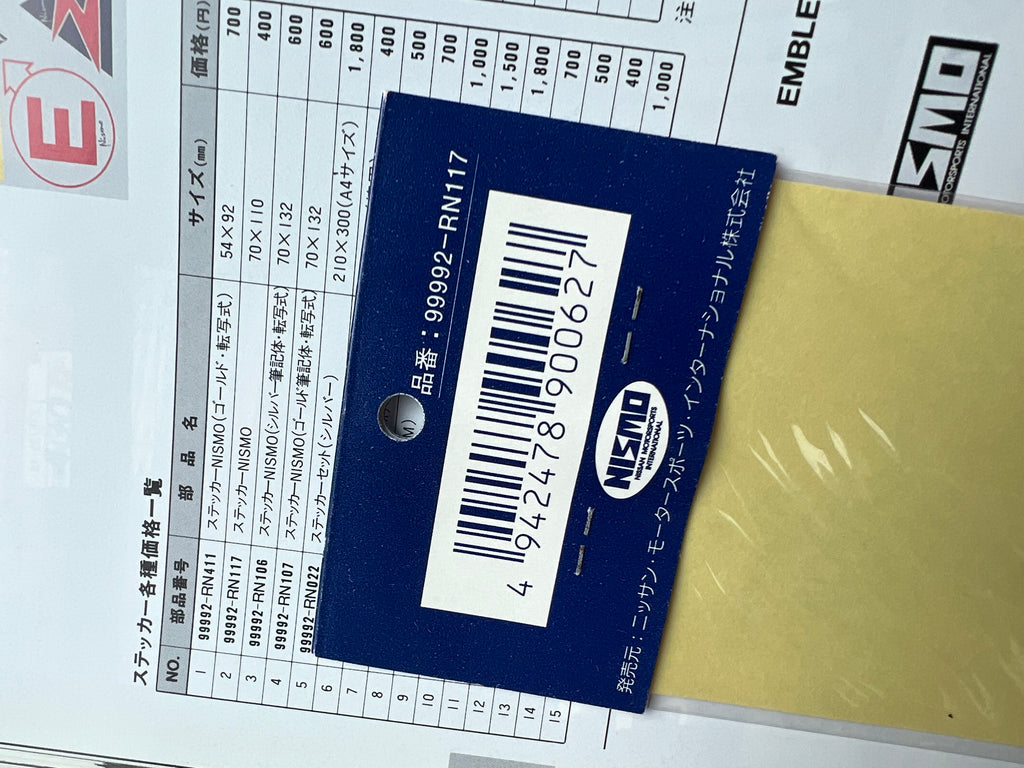 ステッカー各種価格一覧
NO. 部品番号 部 品 名 サイズ(mm) 価格(円)
1 99992-RN411 ステッカーNISMO(ゴールド・転写式) 54×92 700
2 99992-RN117 ステッカーNISMO 70×110 400
3 99992-RN106 ステッカーNISMO(シルバー筆記体・転写式) 70×132 600
4 99992-RN107 ステッカーNISMO(ゴールド筆記体・転写式) 70×132 600
5 99992-RN022 ステッカーセット(シルバー) 210×300(A4サイズ) 1,800
6 400
7 500
8 700
9 1,000
10 1,500
11 1,800
12 700
13 500
14 400
15 1,000
注
E
Nismo
EMBLE
SMO
OTORSPORTS INTERNATIONAL
品番：99992-RN117
4 942478 900627
NISMO
NISSAN MOTORSPORTS
INTERNATIONAL
発売元：ニッサン・モータースポーツ・インターナショナル株式会社